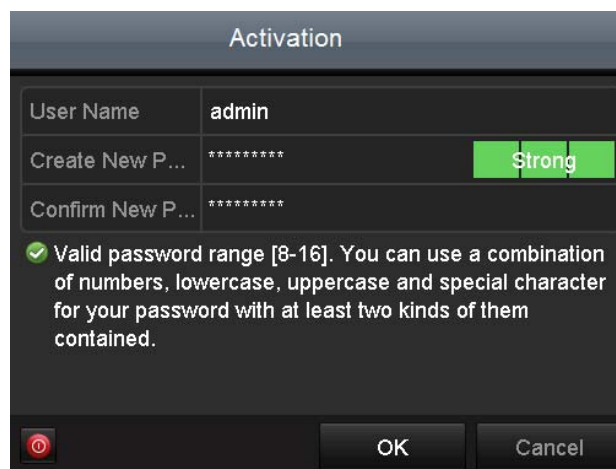 Activation
User Name admin
Create New P... ********* Strong
Confirm New P... *********
Valid password range [8-16]. You can use a combination
of numbers, lowercase, uppercase and special character
for your password with at least two kinds of them
contained.
OK Cancel